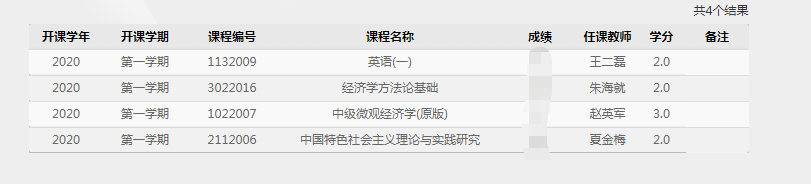 共4个结果
开课学年 开课学期 课程编号 课程名称 成绩 任课教师 学分 备注
2020 第一学期 1132009 英语(一) 王二磊 2.0
2020 第一学期 3022016 经济学方法论基础 朱海就 2.0
2020 第一学期 1022007 中级微观经济学(原版) 赵英军 3.0
2020 第一学期 2112006 中国特色社会主义理论与实践研究 夏金梅 2.0